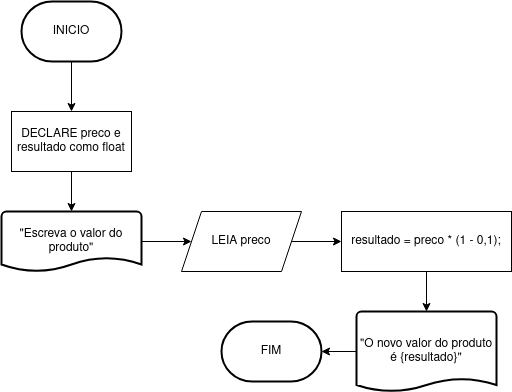 INICIO
DECLARE preco e
resultado como float
"Escreva o valor do
produto"
LEIA preco
resultado = preco * (1 - 0,1);
"O novo valor do produto
é {resultado}"
FIM